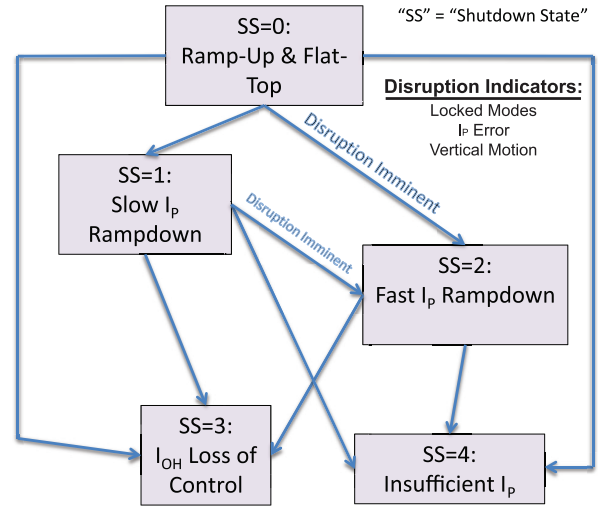 SS=0:
Ramp-Up & Flat-
Top
“SS” = “Shutdown State”
Disruption Indicators:
Locked Modes
IP Error
Vertical Motion
Disruption Imminent
SS=1:
Slow IP
Rampdown
Disruption Imminent
SS=2:
Fast IP Rampdown
SS=3:
IOH Loss of
Control
SS=4:
Insufficient IP